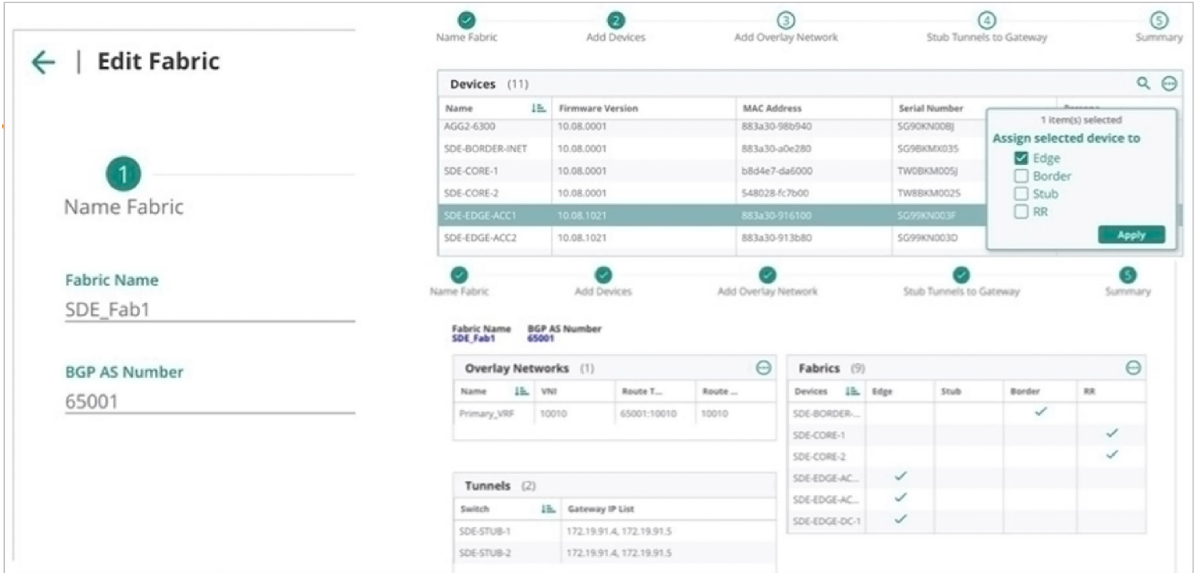 ← | Edit Fabric
1
Name Fabric
Fabric Name
SDE_Fab1
BGP AS Number
65001
Name Fabric
2
Add Devices
3
Add Overlay Network
4
Stub Tunnels to Gateway
5
Summary
Devices (11)
Name Firmware Version MAC Address Serial Number
AGG2-6300 10.08.0001 883a30-98b940 SG90KN00BJ
SDE-BORDER-INET 10.08.0001 883a30-a0e280 SG9BKMX035
SDE-CORE-1 10.08.0001 b8d4e7-da6000 TW0BKM005J
SDE-CORE-2 10.08.0001 548028-fc7b00 TW8BKM0025
SDE-EDGE-ACC1 10.08.1021 883a30-916100 SG99KN003F
SDE-EDGE-ACC2 10.08.1021 883a30-913b80 SG99KN003D
1 item(s) selected
Assign selected device to
Edge
Border
Stub
RR
Apply
Name Fabric
Add Devices
Add Overlay Network
Stub Tunnels to Gateway
5
Summary
Fabric Name BGP AS Number
SDE_Fab1 65001
Overlay Networks (1)
Name VNI Route T... Route ...
Primary_VRF 10010 65001:10010 10010
Tunnels (2)
Switch Gateway IP List
SDE-STUB-1 172.19.91.4, 172.19.91.5
SDE-STUB-2 172.19.91.4, 172.19.91.5
Fabrics (9)
Devices Edge Stub Border RR
SDE-BORDER-...
SDE-CORE-1
SDE-CORE-2
SDE-EDGE-AC...
SDE-EDGE-AC...
SDE-EDGE-DC-1